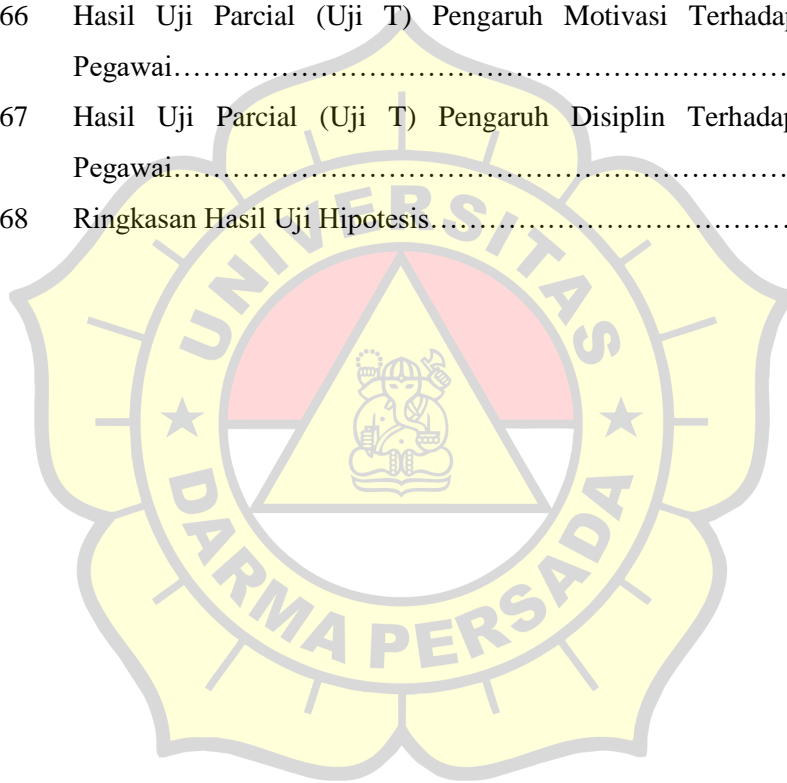 66 Hasil Uji Parcial (Uji T) Pengaruh Motivasi Terhadap
Pegawai……………………………………………………………
67 Hasil Uji Parcial (Uji T) Pengaruh Disiplin Terhadap
Pegawai……………………………………………………………
68 Ringkasan Hasil Uji Hipotesis………………………………
UNIVERSITAS
DARMA PERSADA